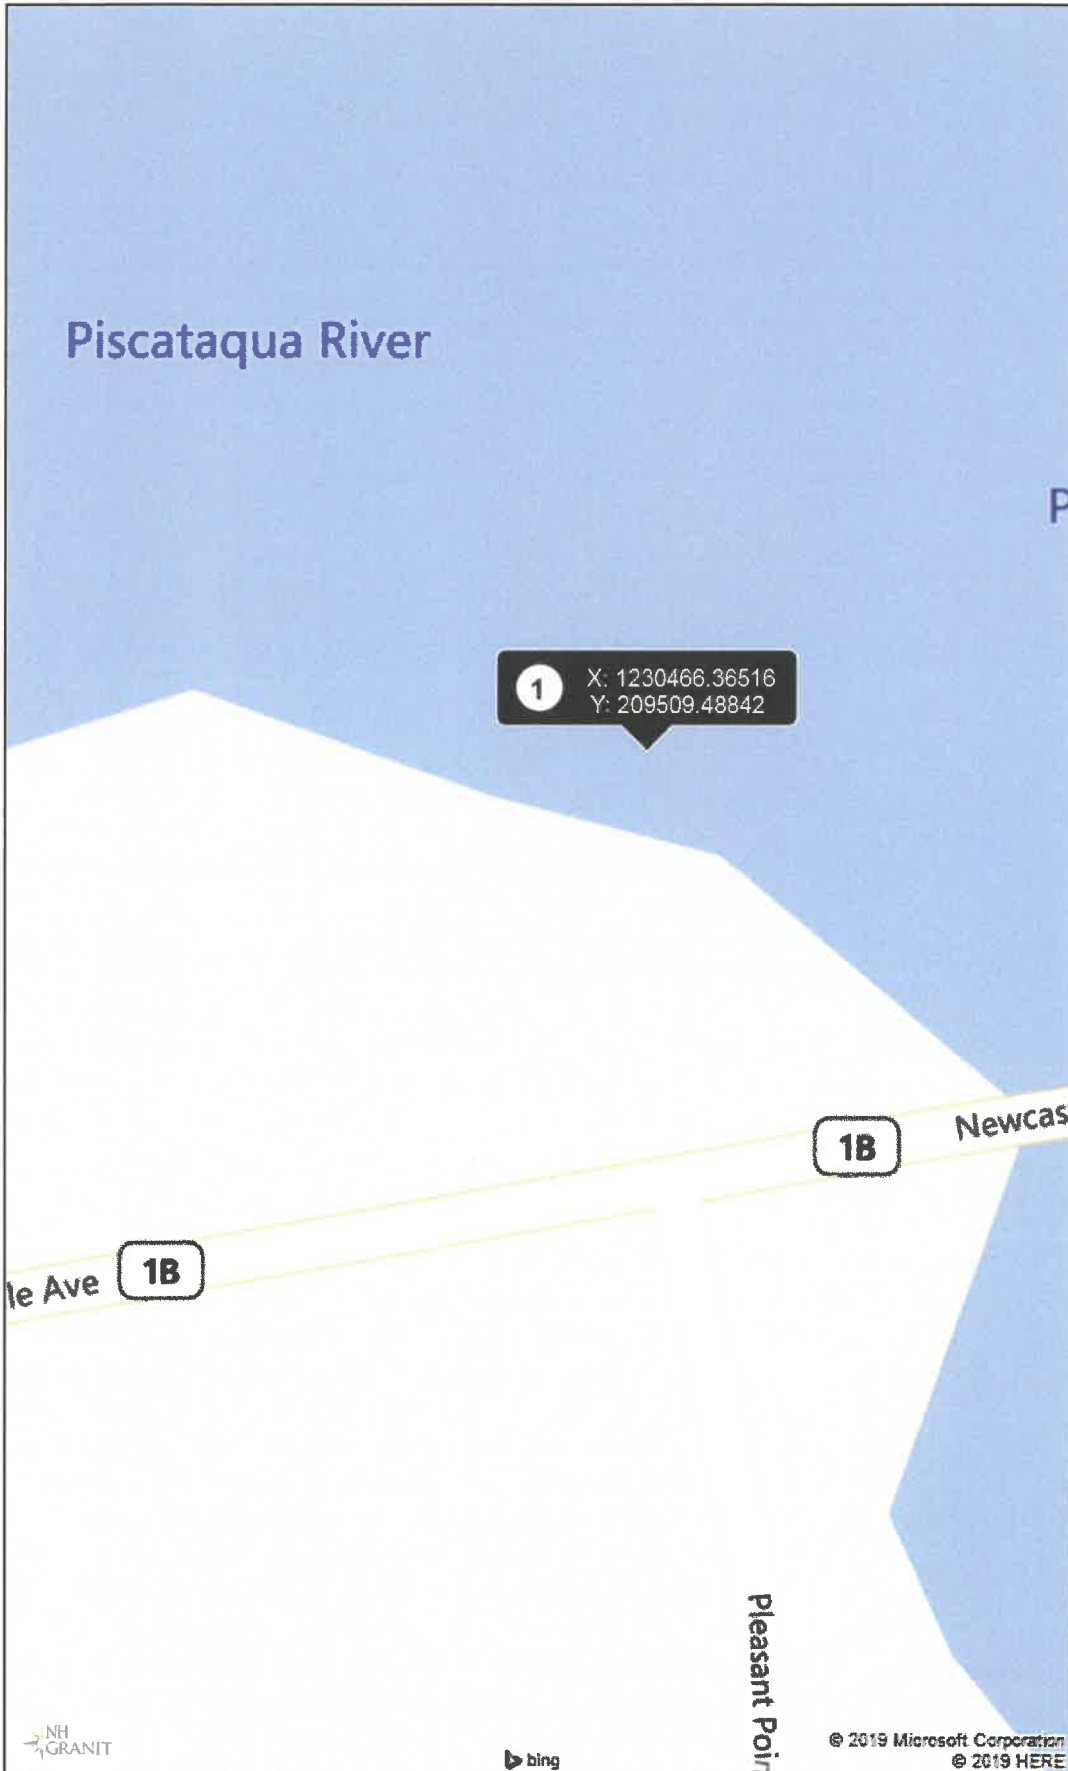 Piscataqua River
P
1
X: 1230466.36516
Y: 209509.48842
1B
Newcas
1B
le Ave
Pleasant Poin
NH
GRANIT
bing
© 2019 Microsoft Corporation
© 2019 HERE